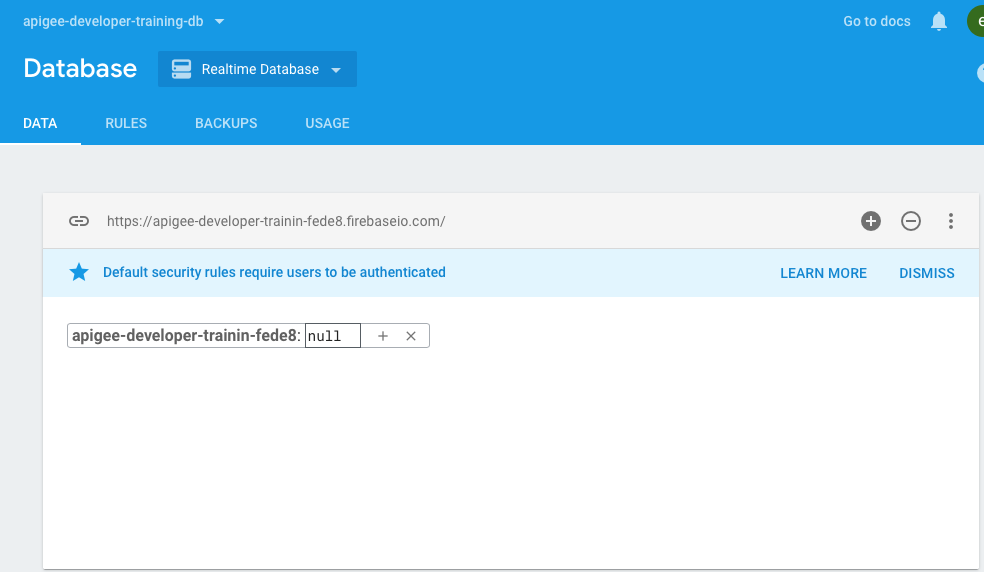 apigee-developer-training-db
Go to docs
Database
Realtime Database
DATA RULES BACKUPS USAGE
https://apigee-developer-trainin-fede8.firebaseio.com/
Default security rules require users to be authenticated
LEARN MORE DISMISS
apigee-developer-trainin-fede8: null